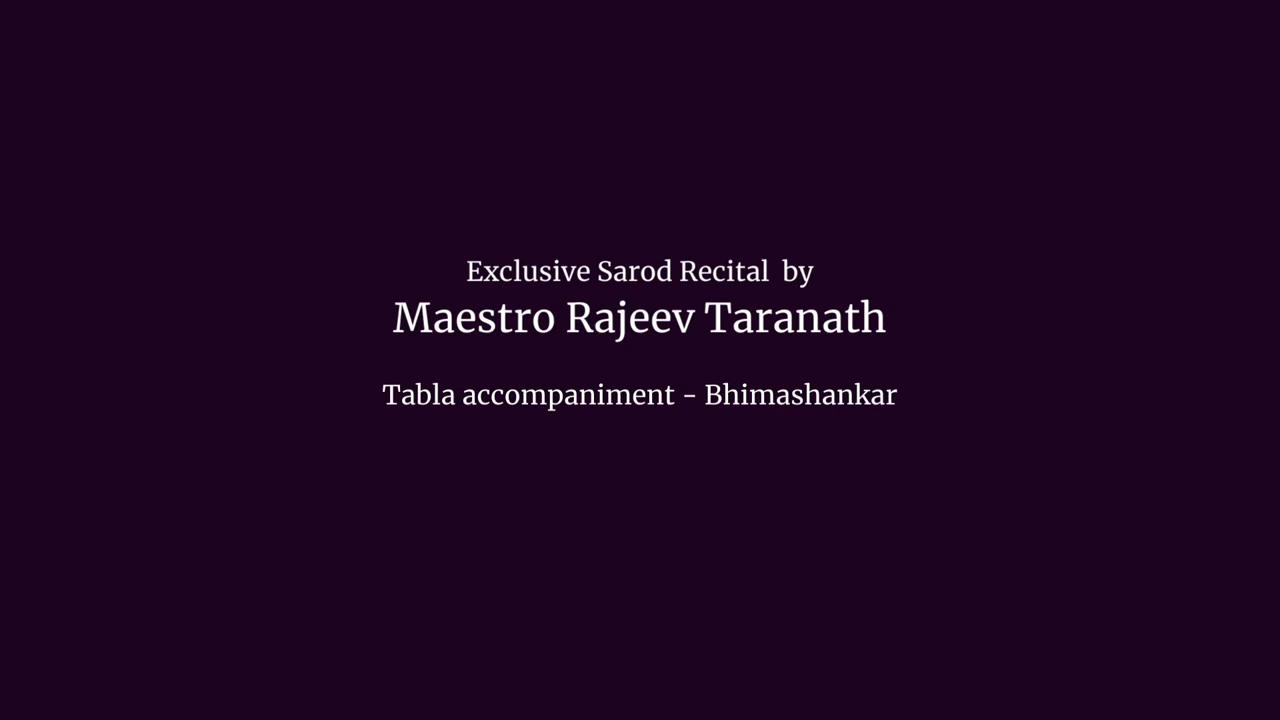 Exclusive Sarod Recital by
Maestro Rajeev Taranath
Tabla accompaniment - Bhimashankar